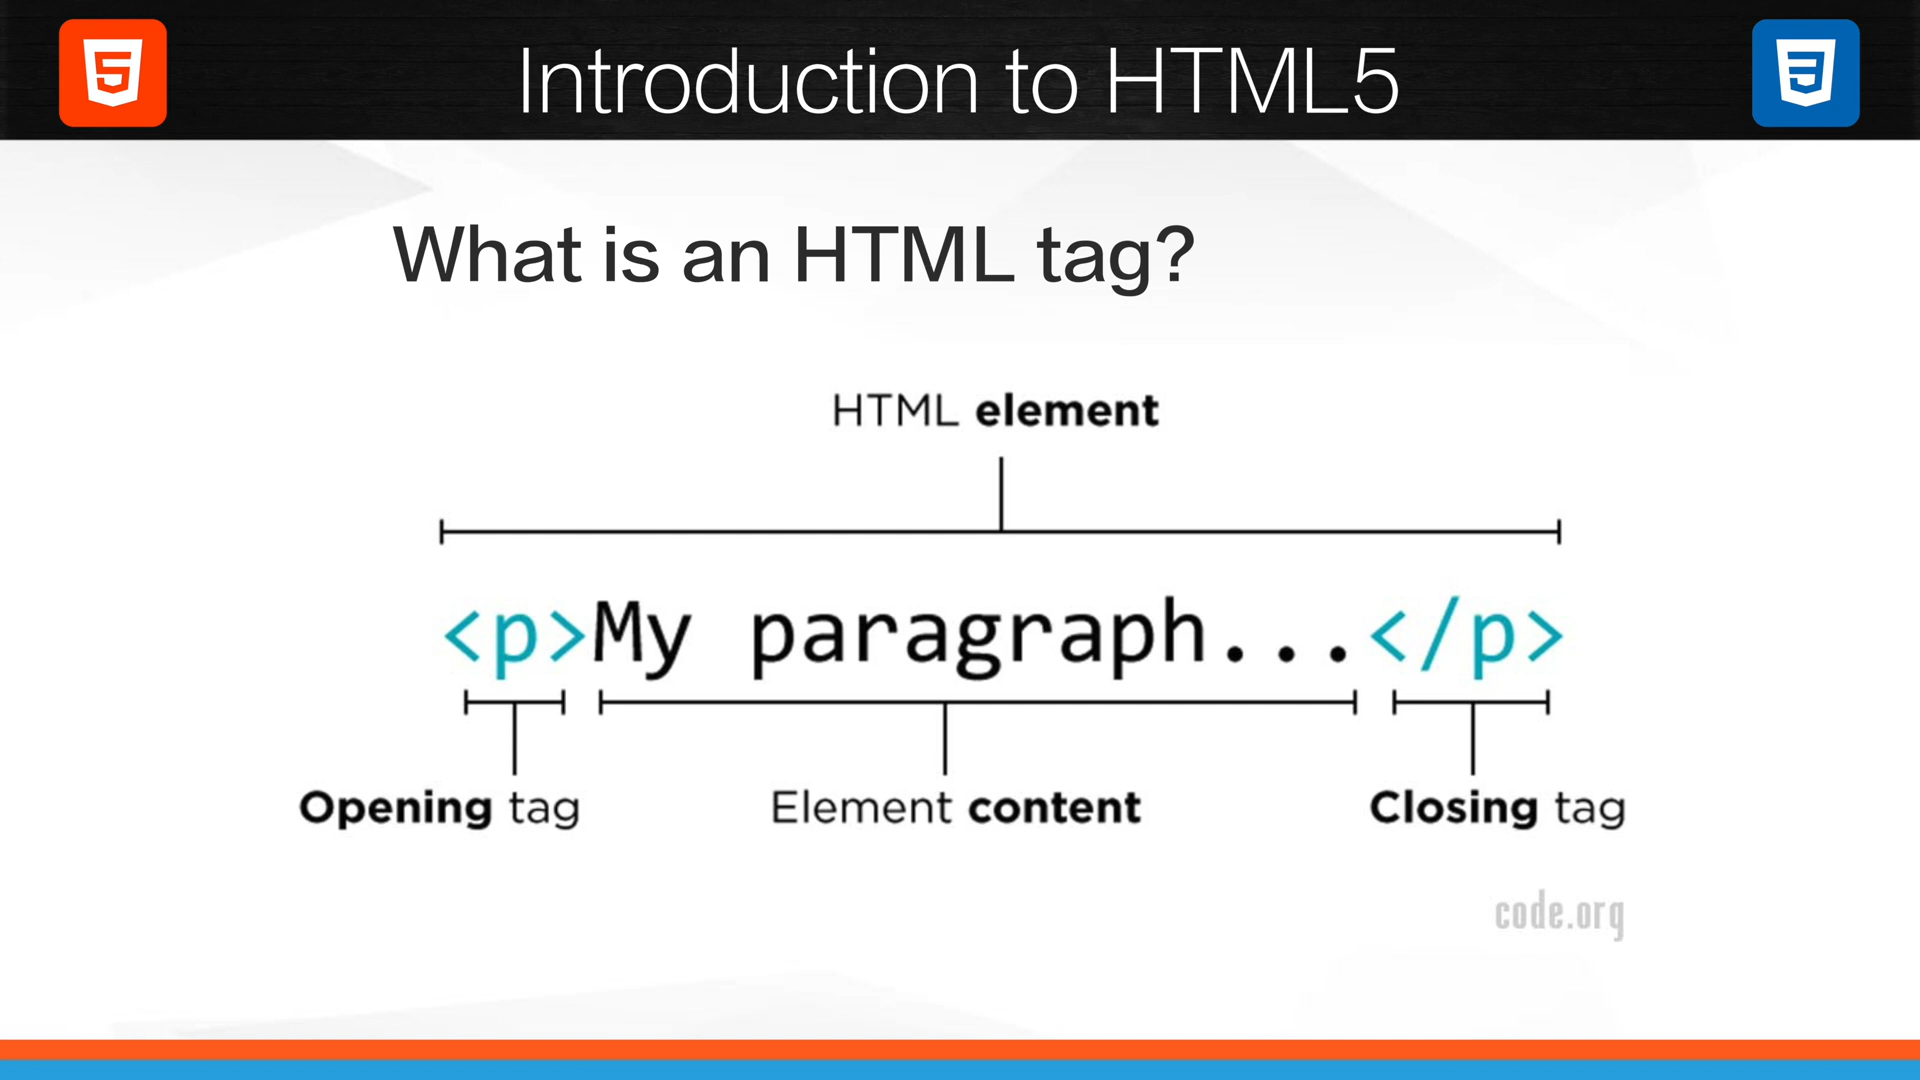 Introduction to HTML5
What is an HTML tag?
HTML element
<p>My paragraph...</p>
Opening tag Element content Closing tag
code.org